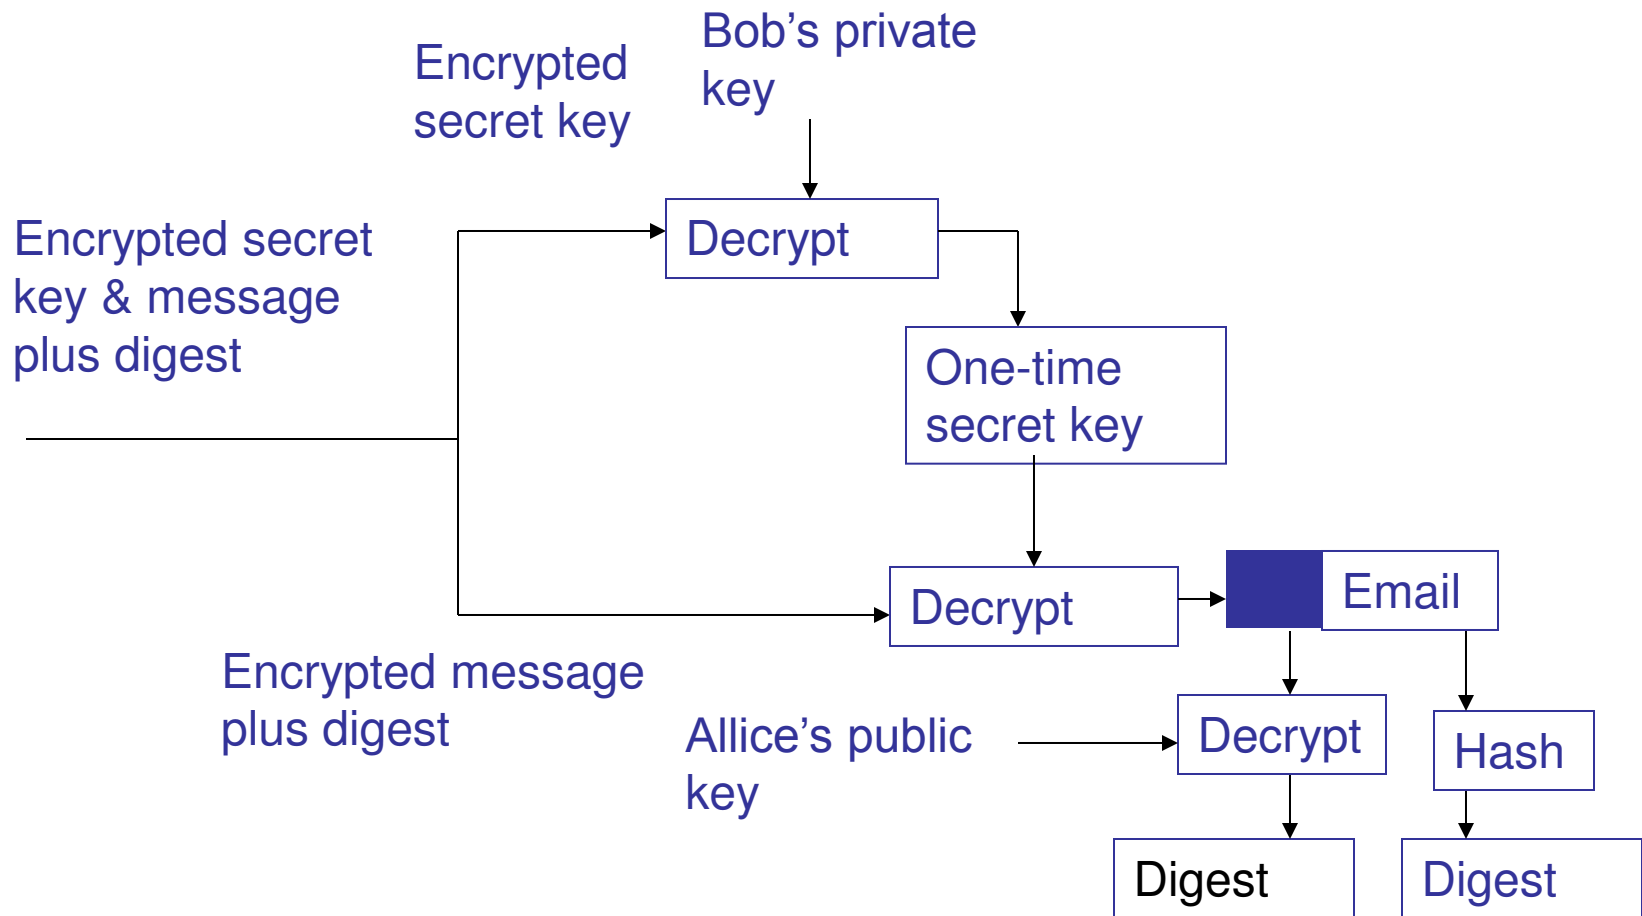 Bob’s private
key
Encrypted
secret key
Decrypt
Encrypted secret
key & message
plus digest
One-time
secret key
Email
Decrypt
Encrypted message
plus digest
Allice’s public
key
Decrypt
Hash
Digest
Digest